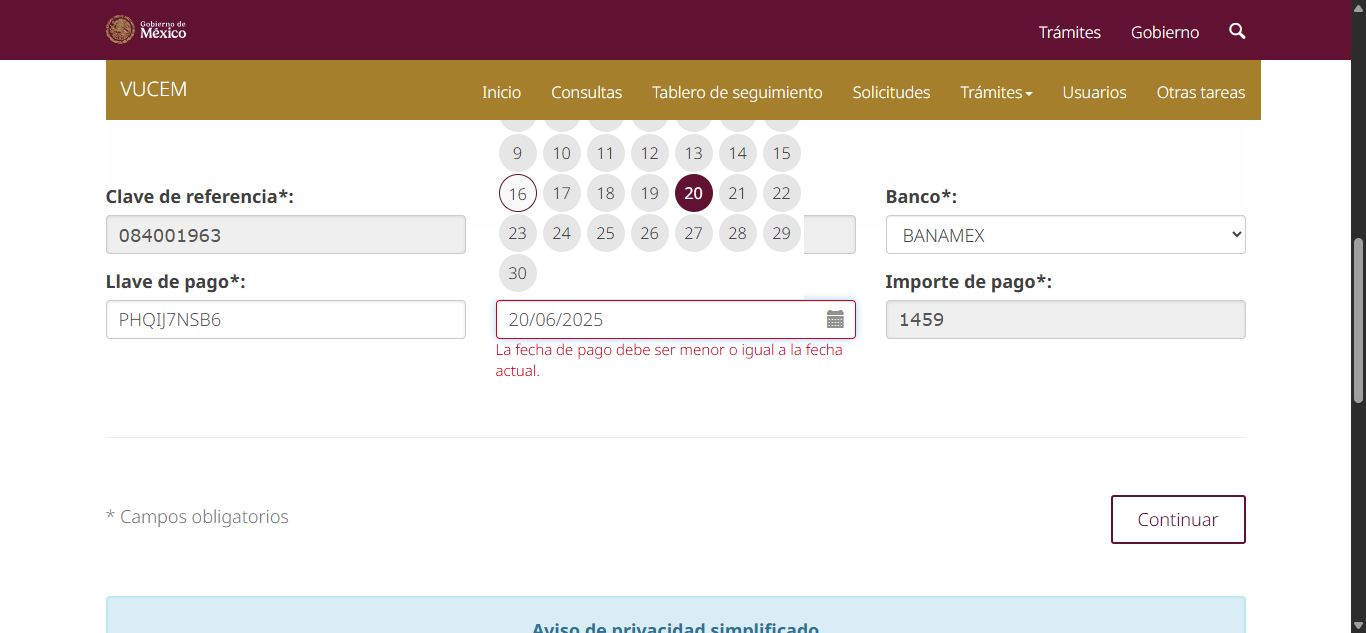 Gobierno de
México
Trámites
Gobierno
VUCEM
Inicio
Consultas
Tablero de seguimiento
Solicitudes
Trámites
Usuarios
Otras tareas
9 10 11 12 13 14 15
16 17 18 19 20 21 22
23 24 25 26 27 28 29
30
Clave de referencia*:
084001963
Banco*:
BANAMEX
Llave de pago*:
PHQIJ7NSB6
20/06/2025
La fecha de pago debe ser menor o igual a la fecha
actual.
Importe de pago*:
1459
* Campos obligatorios
Continuar
Aviso de privacidad simplificado